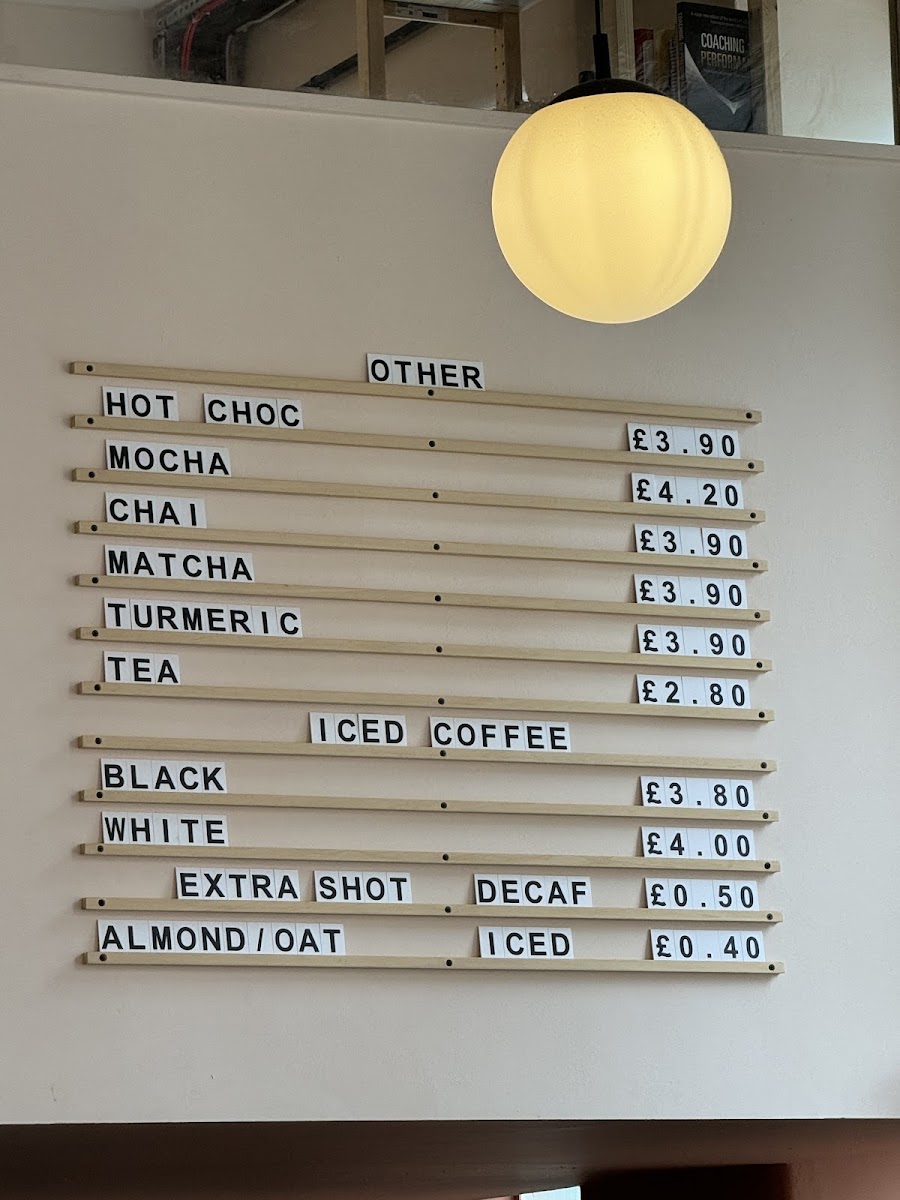 COACHING
OTHER
HOT CHOC £3.90
MOCHA £4.20
CHAI £3.90
MATCHA £3.90
TURMERIC £3.90
TEA £2.80
ICED COFFEE
BLACK £3.80
WHITE £4.00
EXTRA SHOT DECAF £0.50
ALMOND/OAT ICED £0.40